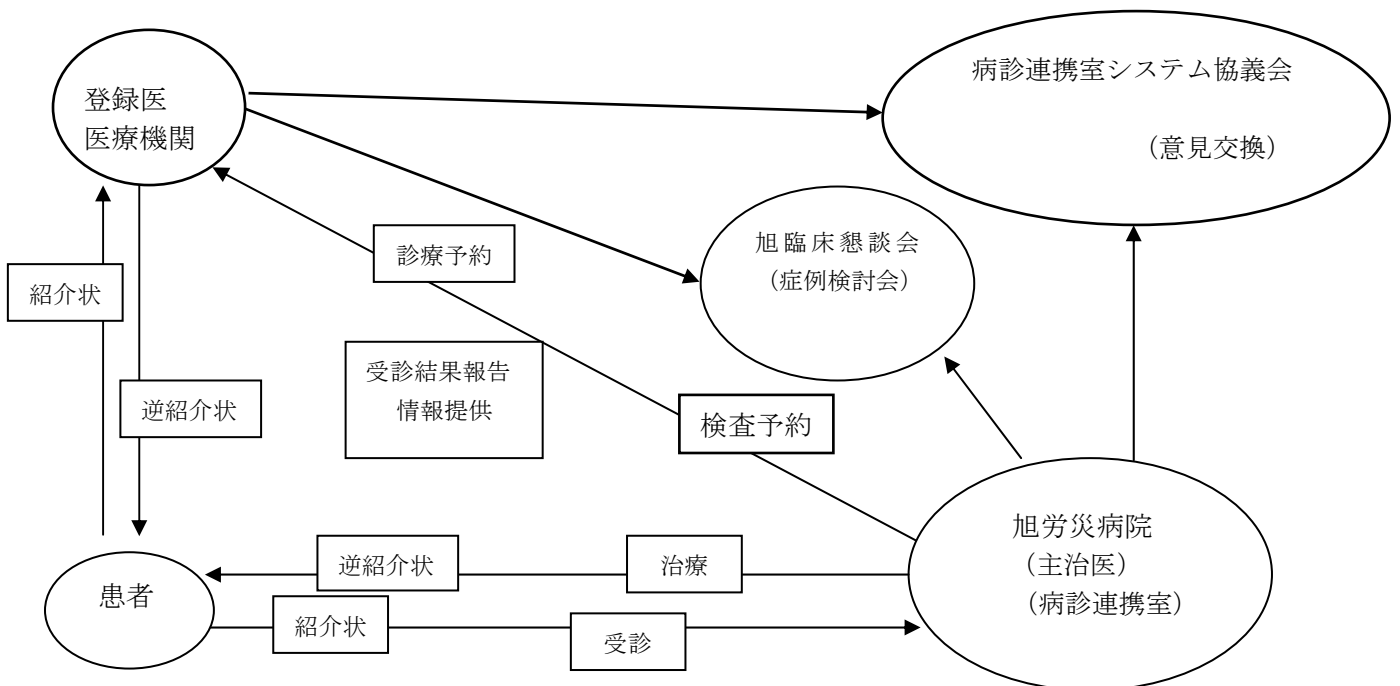 登録医
医療機関
病診連携室システム協議会
(意見交換)
旭臨床懇談会
(症例検討会)
診療予約
紹介状
受診結果報告
情報提供
逆紹介状
検査予約
旭労災病院
(主治医)
(病診連携室)
逆紹介状
治療
患者
紹介状
受診